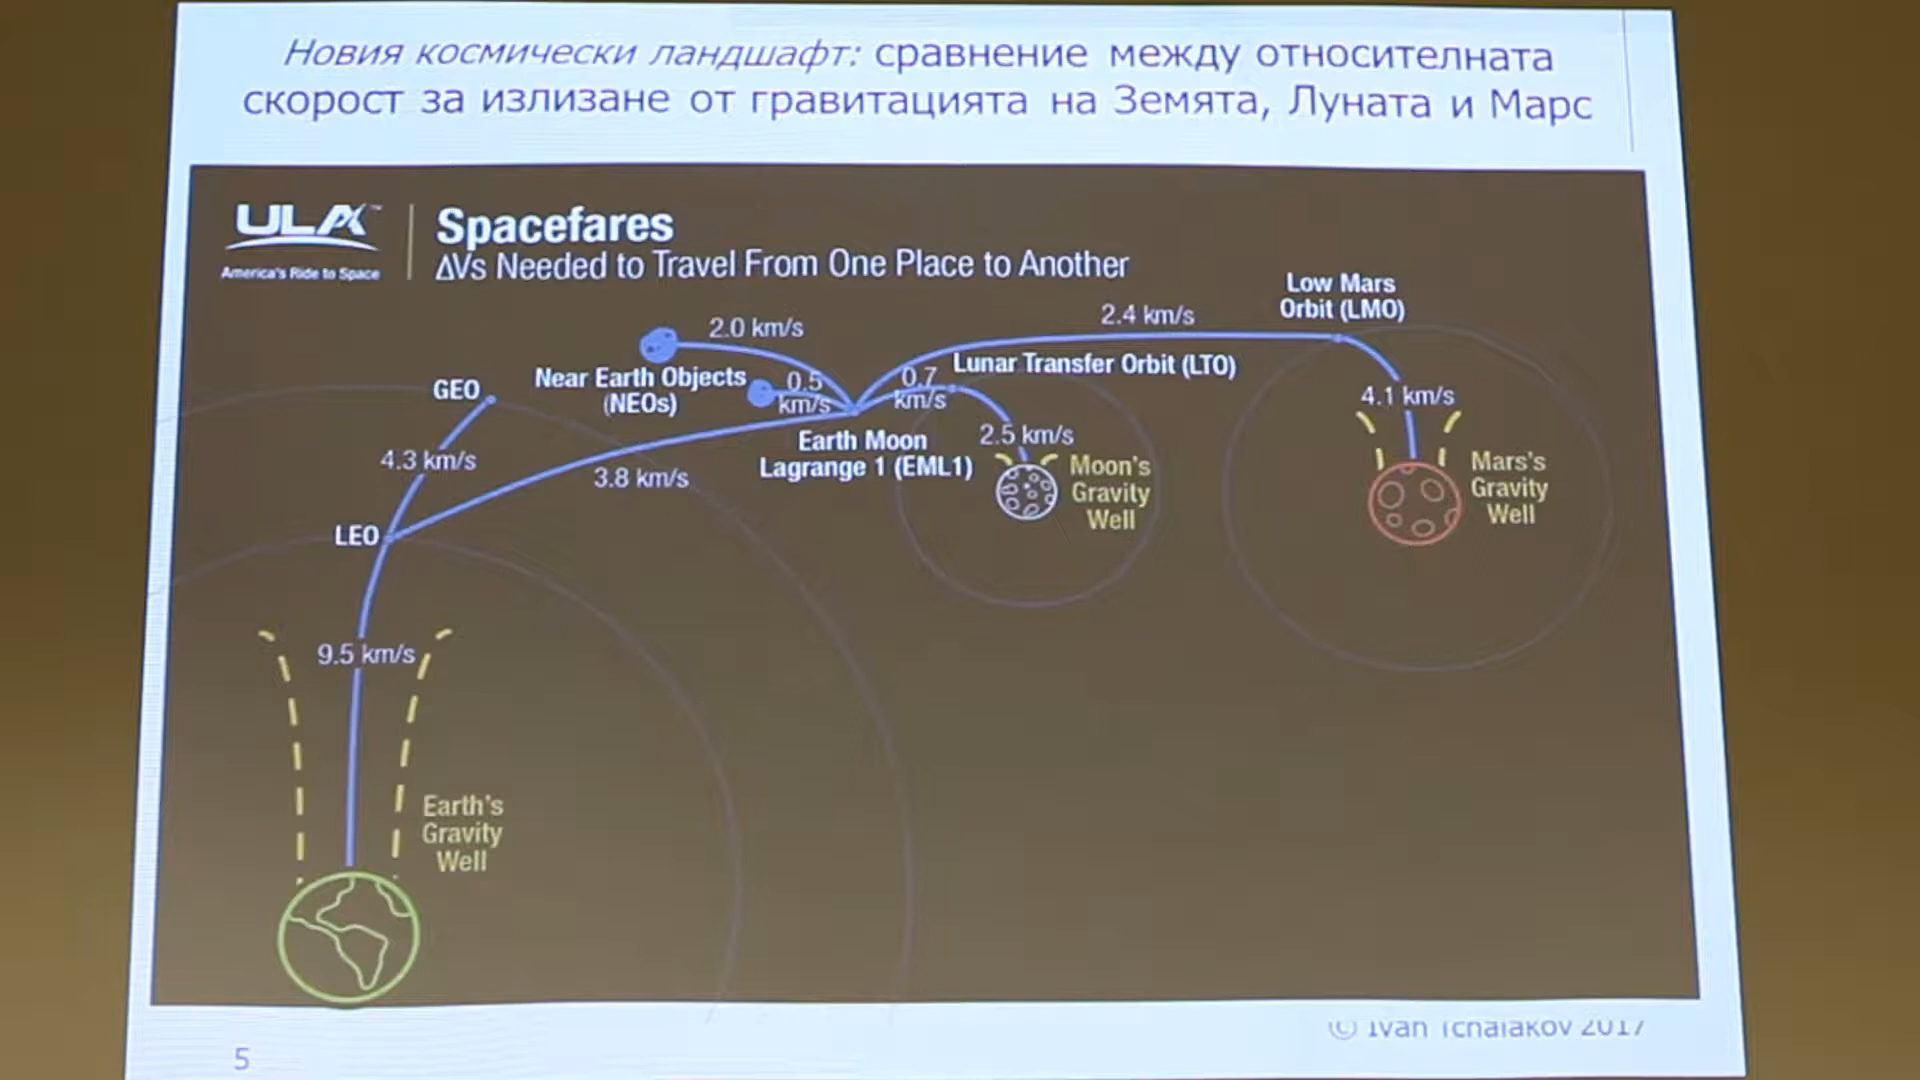 Новия космически ландшафт: сравнение между относителната
скорост за излизане от гравитацията на Земята, Луната и Марс
ULA™
America's Ride to Space
Spacefares
ΔVs Needed to Travel From One Place to Another
Low Mars
Orbit (LMO)
2.0 km/s
2.4 km/s
Near Earth Objects
(NEOs)
0.5
km/s
0.7
km/s
Lunar Transfer Orbit (LTO)
GEO
4.1 km/s
4.3 km/s
3.8 km/s
Earth Moon
Lagrange 1 (EML1)
2.5 km/s
Moon's
Gravity
Well
Mars's
Gravity
Well
LEO
9.5 km/s
Earth's
Gravity
Well
© Ivan Tchalakov 2017
5